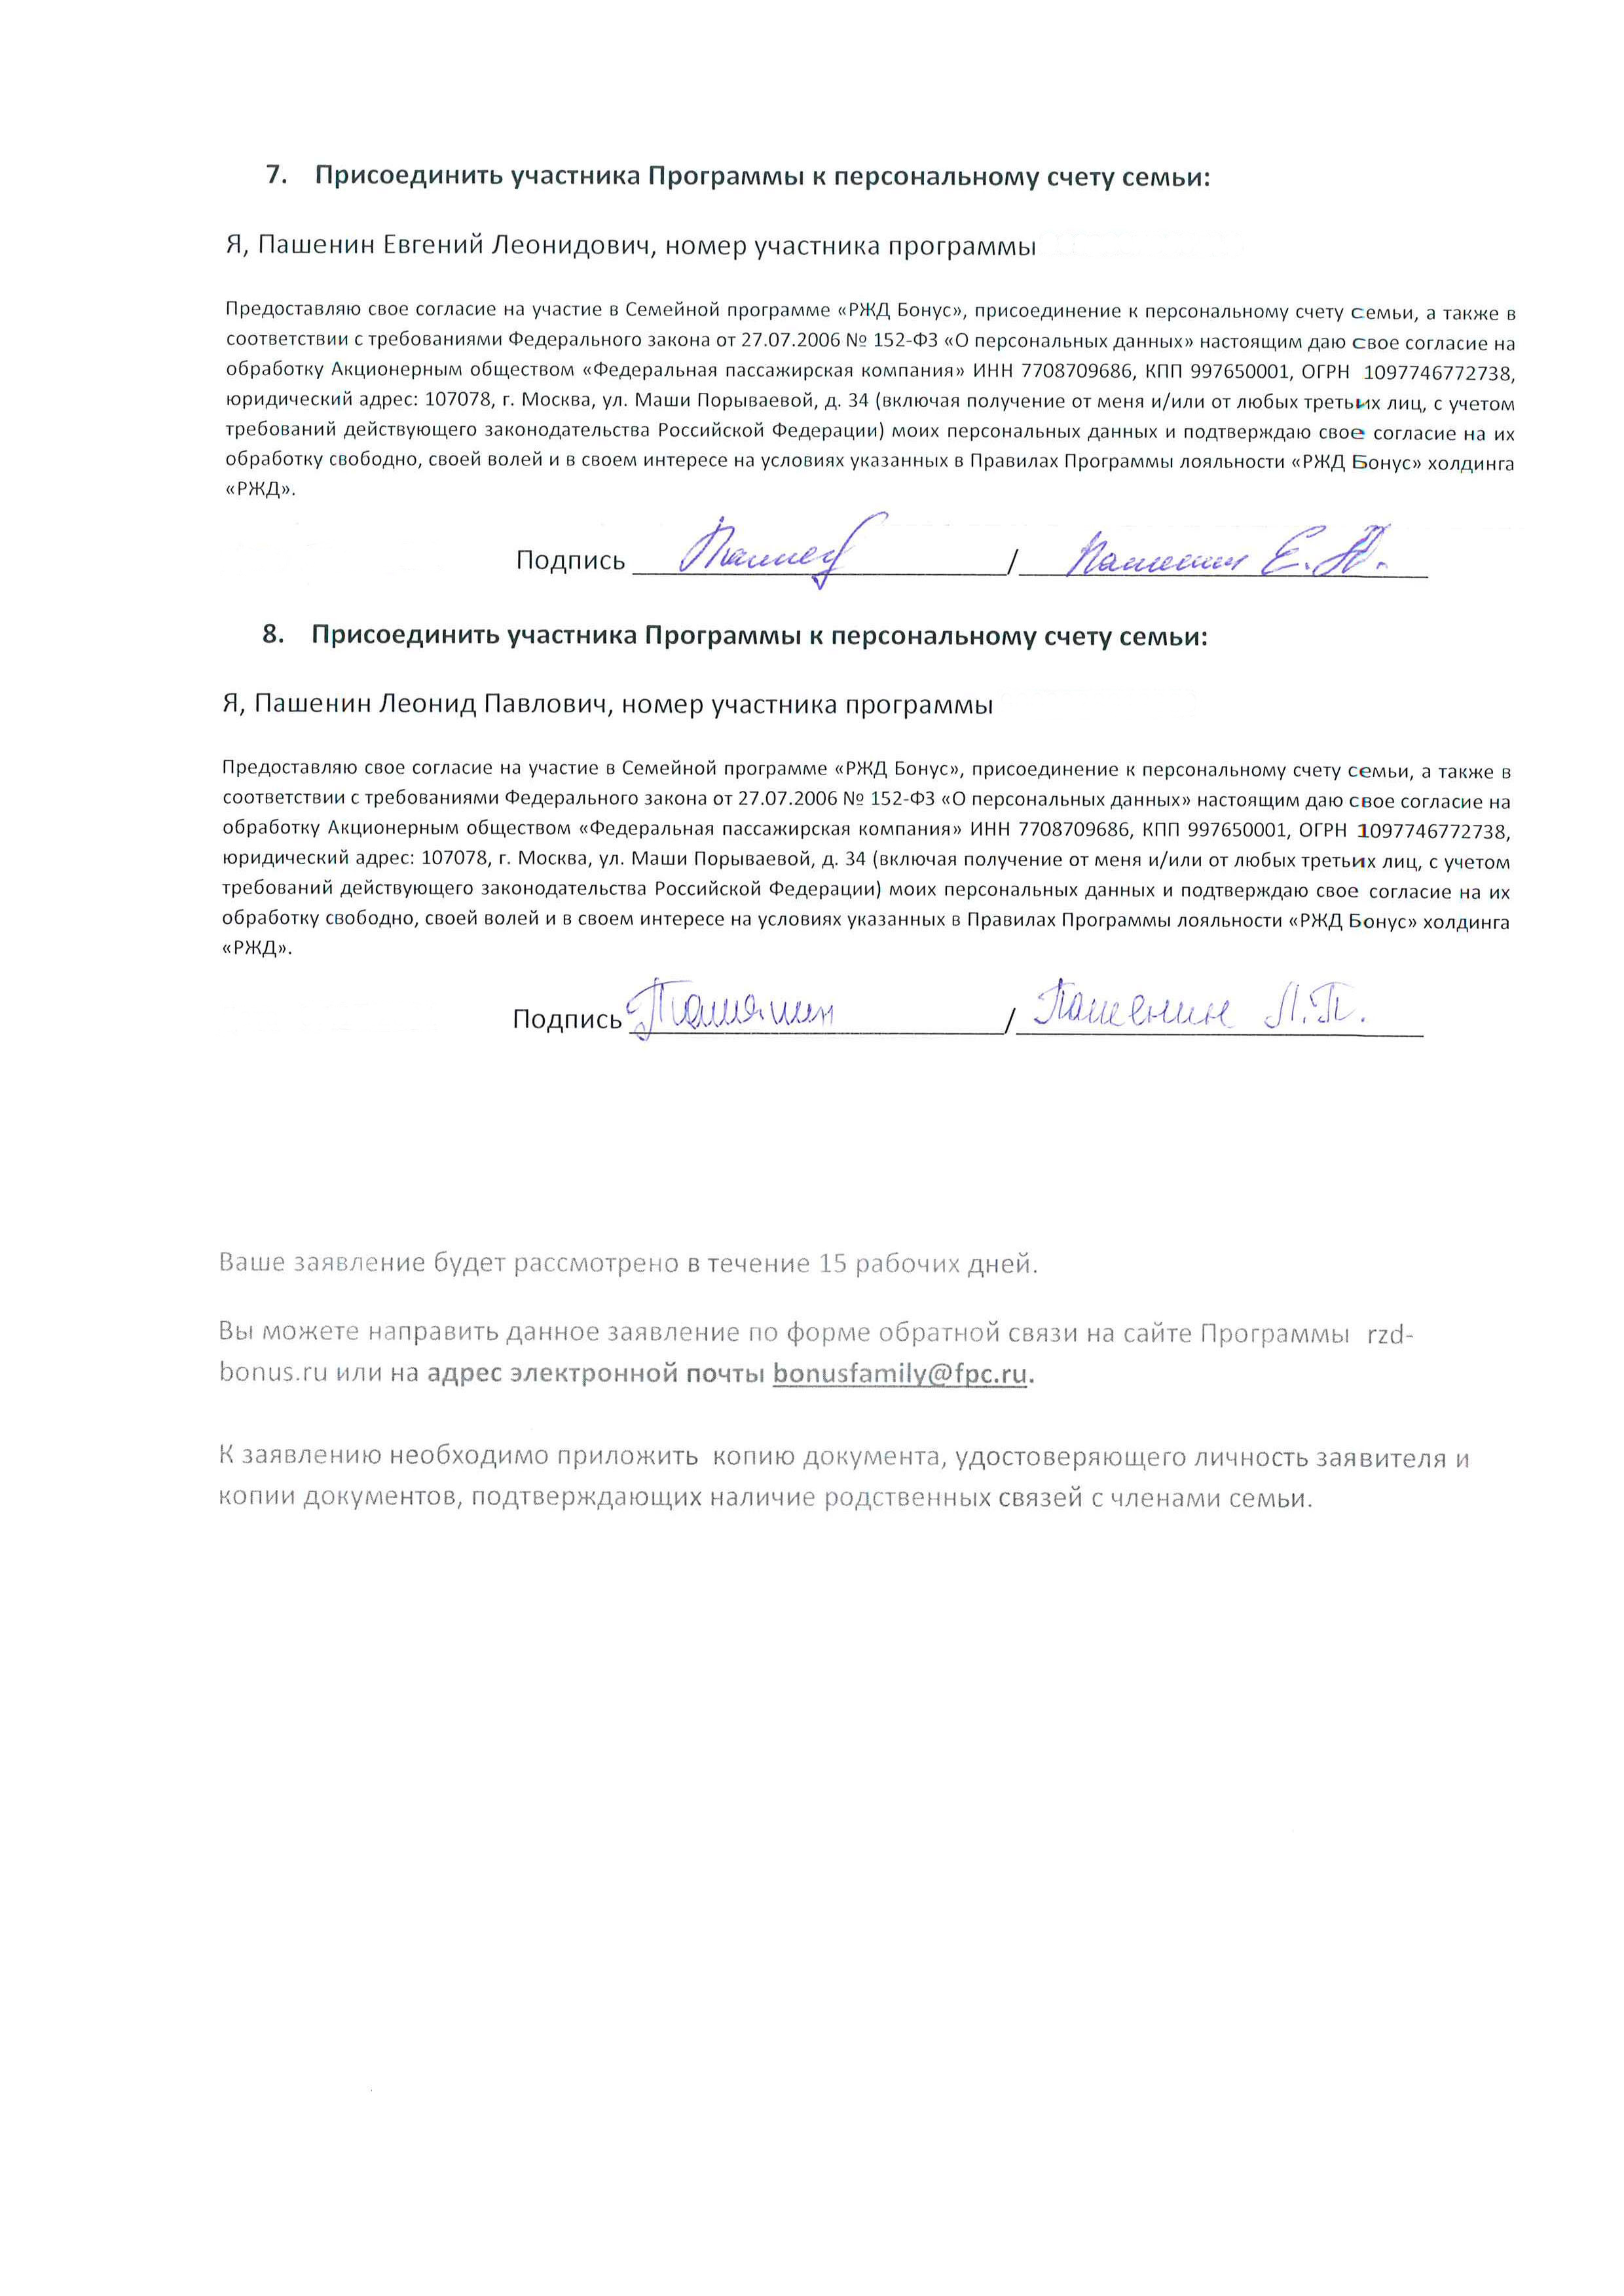 7. Присоединить участника Программы к персональному счету семьи:
Я, Пашенин Евгений Леонидович, номер участника программы
Предоставляю свое согласие на участие в Семейной программе «РЖД Бонус», присоединение к персональному счету семьи, а также в
соответствии с требованиями Федерального закона от 27.07.2006 № 152-ФЗ «О персональных данных» настоящим даю свое согласие на
обработку Акционерным обществом «Федеральная пассажирская компания» ИНН 7708709686, КПП 997650001, ОГРН 1097746772738,
юридический адрес: 107078, г. Москва, ул. Маши Порываевой, д. 34 (включая получение от меня и/или от любых третьих лиц, с учетом
требований действующего законодательства Российской Федерации) моих персональных данных и подтверждаю свое согласие на их
обработку свободно, своей волей и в своем интересе на условиях указанных в Правилах Программы лояльности «РЖД Бонус» холдинга
«РЖД».
Подпись / Пашенин Е.Л.
8. Присоединить участника Программы к персональному счету семьи:
Я, Пашенин Леонид Павлович, номер участника программы
Предоставляю свое согласие на участие в Семейной программе «РЖД Бонус», присоединение к персональному счету семьи, а также в
соответствии с требованиями Федерального закона от 27.07.2006 № 152-ФЗ «О персональных данных» настоящим даю свое согласие на
обработку Акционерным обществом «Федеральная пассажирская компания» ИНН 7708709686, КПП 997650001, ОГРН 1097746772738,
юридический адрес: 107078, г. Москва, ул. Маши Порываевой, д. 34 (включая получение от меня и/или от любых третьих лиц, с учетом
требований действующего законодательства Российской Федерации) моих персональных данных и подтверждаю свое согласие на их
обработку свободно, своей волей и в своем интересе на условиях указанных в Правилах Программы лояльности «РЖД Бонус» холдинга
«РЖД».
Подпись / Пашенин Л.П.
Ваше заявление будет рассмотрено в течение 15 рабочих дней.
Вы можете направить данное заявление по форме обратной связи на сайте Программы rzd-
bonus.ru или на адрес электронной почты bonusfamily@fpc.ru.
К заявлению необходимо приложить копию документа, удостоверяющего личность заявителя и
копии документов, подтверждающих наличие родственных связей с членами семьи.